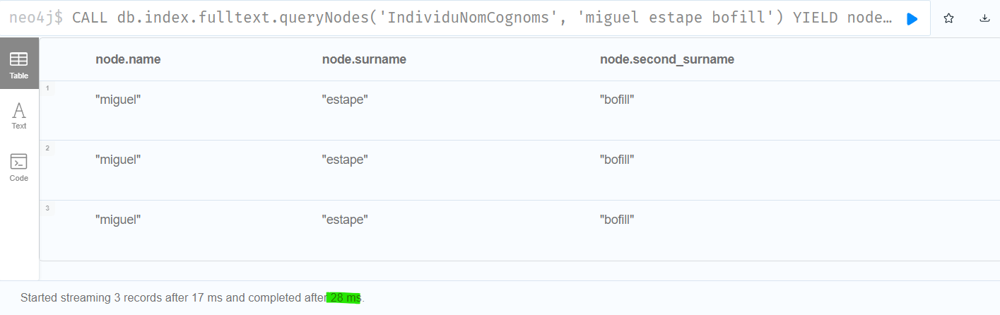 neo4j$ CALL db.index.fulltext.queryNodes('IndividuNomCognoms', 'miguel estape bofill') YIELD node…
Table
Text
Code
node.name node.surname node.second_surname
1
"miguel" "estape" "bofill"
2
"miguel" "estape" "bofill"
3
"miguel" "estape" "bofill"
Started streaming 3 records after 17 ms and completed after 28 ms.